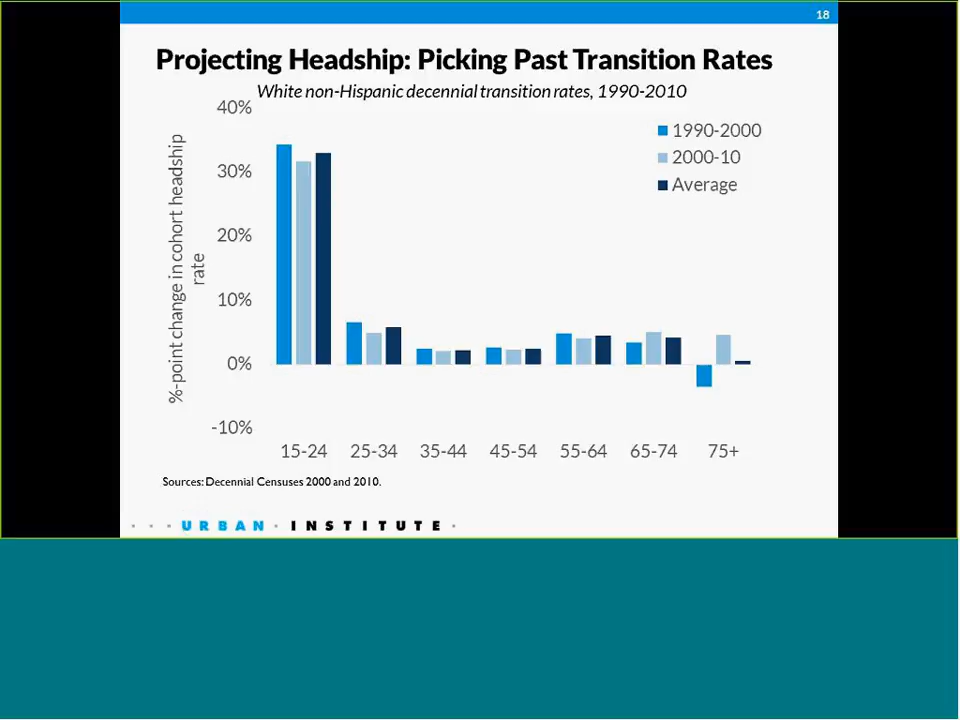 18
Projecting Headship: Picking Past Transition Rates
White non-Hispanic decennial transition rates, 1990-2010
%-point change in cohort headship
rate
40%
30%
20%
10%
0%
-10%
1990-2000
2000-10
Average
15-24 25-34 35-44 45-54 55-64 65-74 75+
Sources: Decennial Censuses 2000 and 2010.
URBAN · INSTITUTE